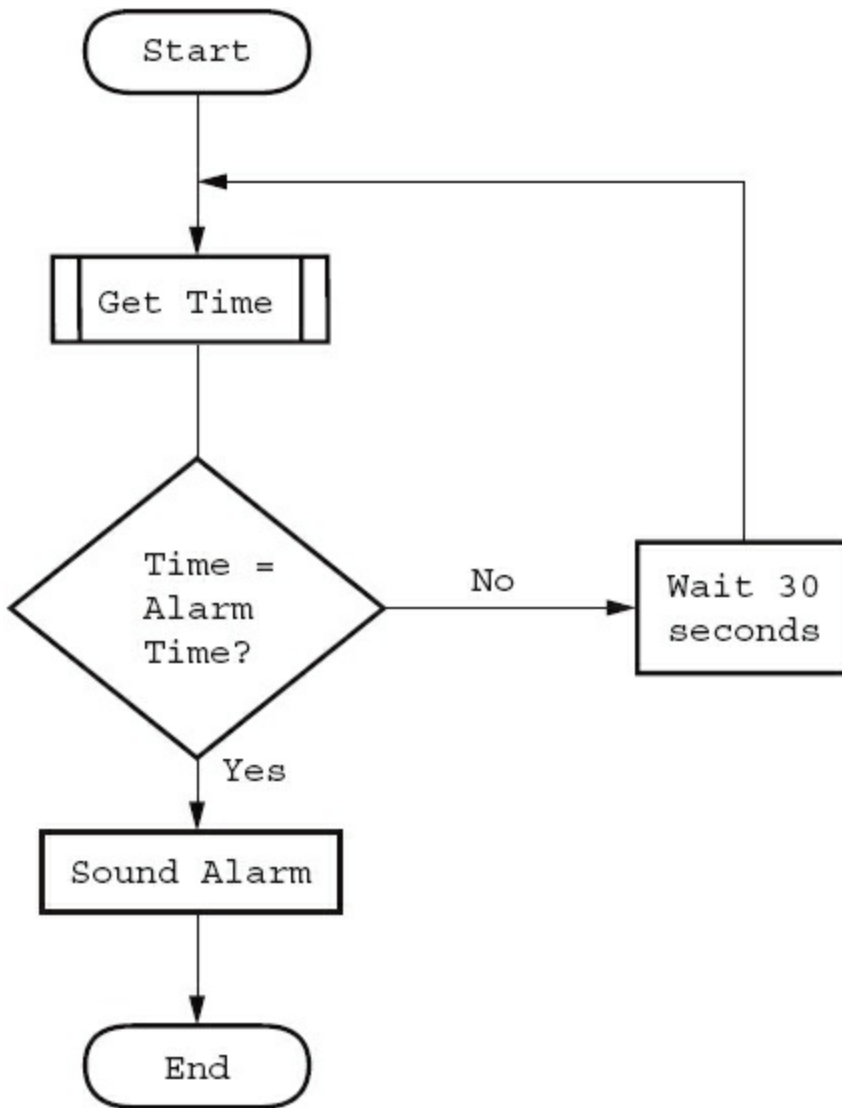 Start
Get Time
Time =
Alarm
Time?
No
Wait 30
seconds
Yes
Sound Alarm
End